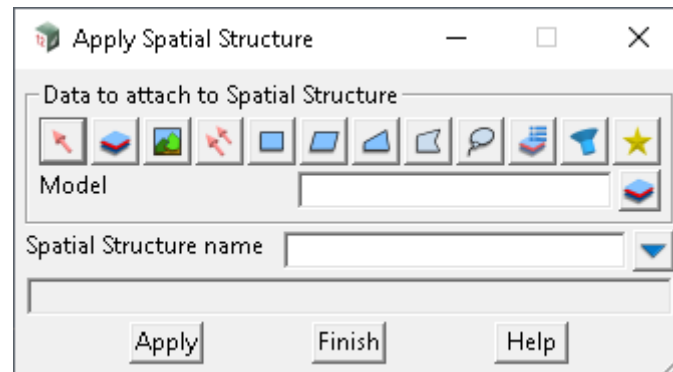 Apply Spatial Structure
Data to attach to Spatial Structure
Model
Spatial Structure name
Apply Finish Help